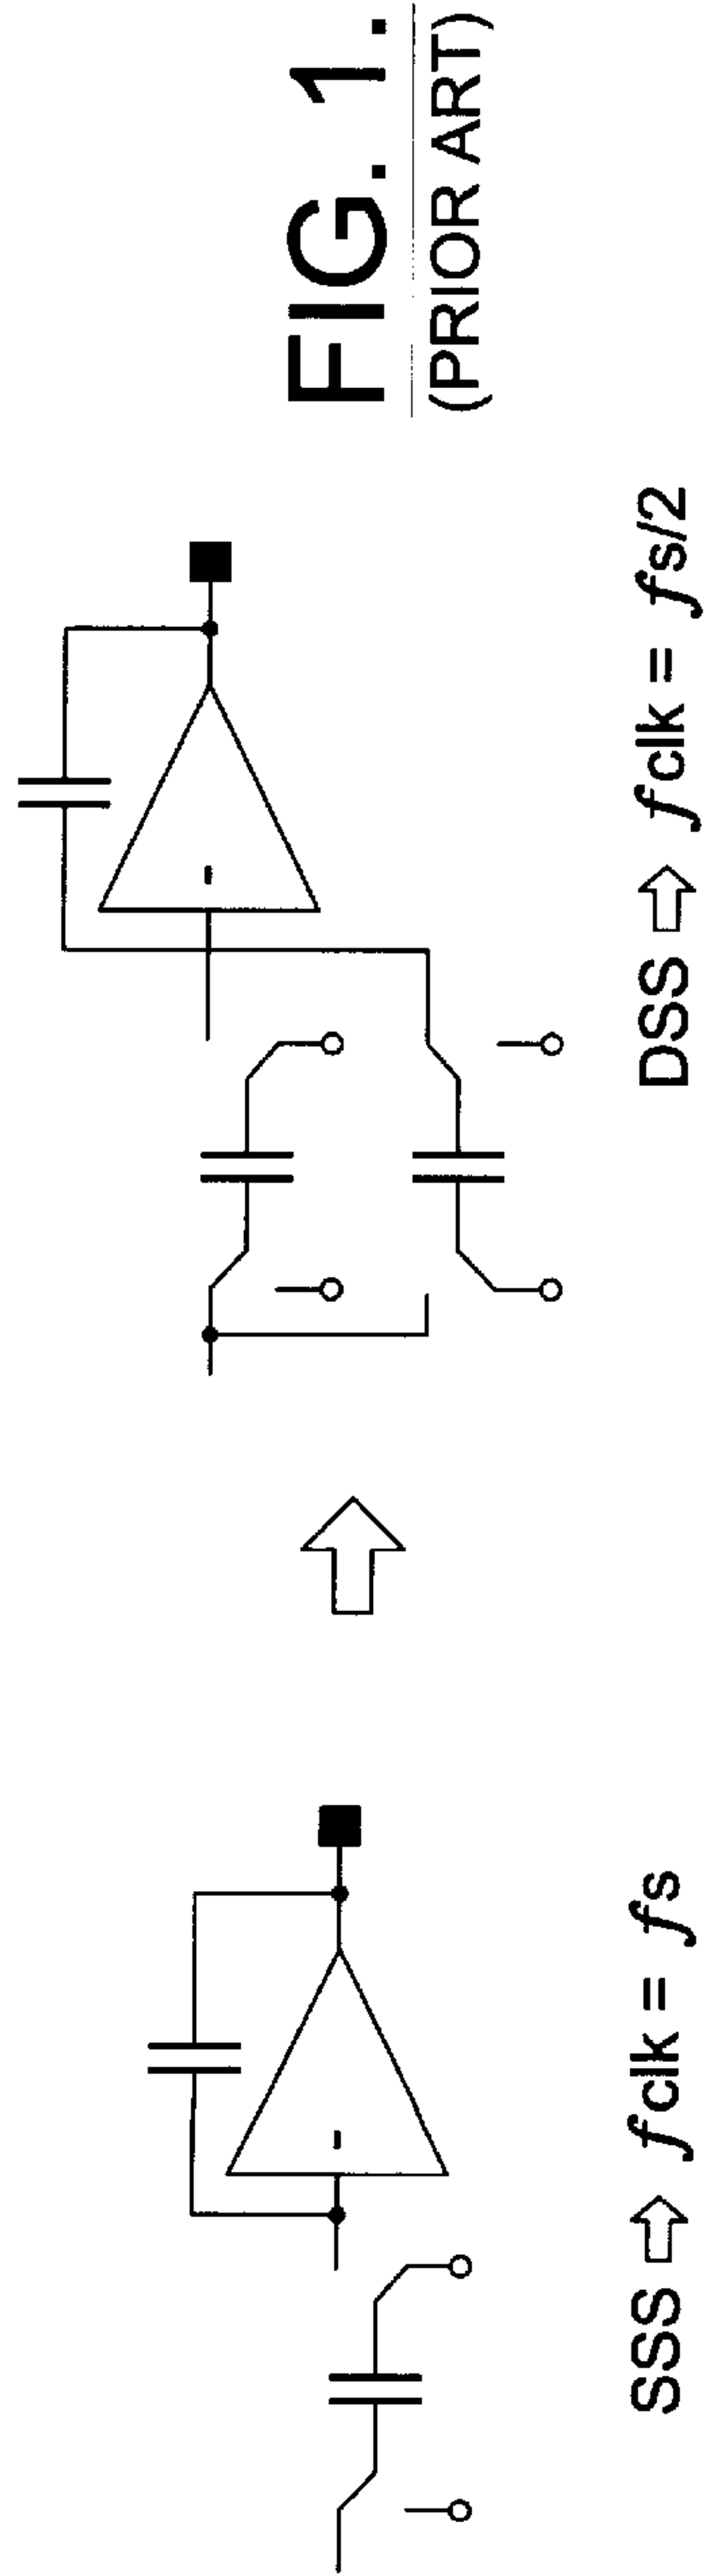 SSS ⇨ fclk = fs
DSS ⇨ fclk = fs/2
FIG. 1.
(PRIOR ART)